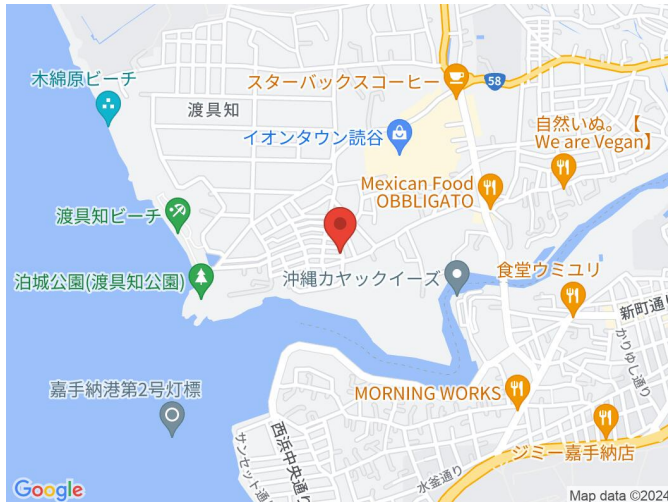 木綿原ビーチ
渡具知
スターバックスコーヒー
58
イオンタウン読谷
自然いぬ。【
We are Vegan】
Mexican Food
OBBLIGATO
渡具知ビーチ
泊城公園(渡具知公園)
沖縄カヤックイーズ
食堂ウミユリ
新町通り
かりゆし通り
嘉手納港第2号灯標
MORNING WORKS
西浜中央通り
サンセット通
ジミー嘉手納店
水釜通り
Google
Map data ©2024